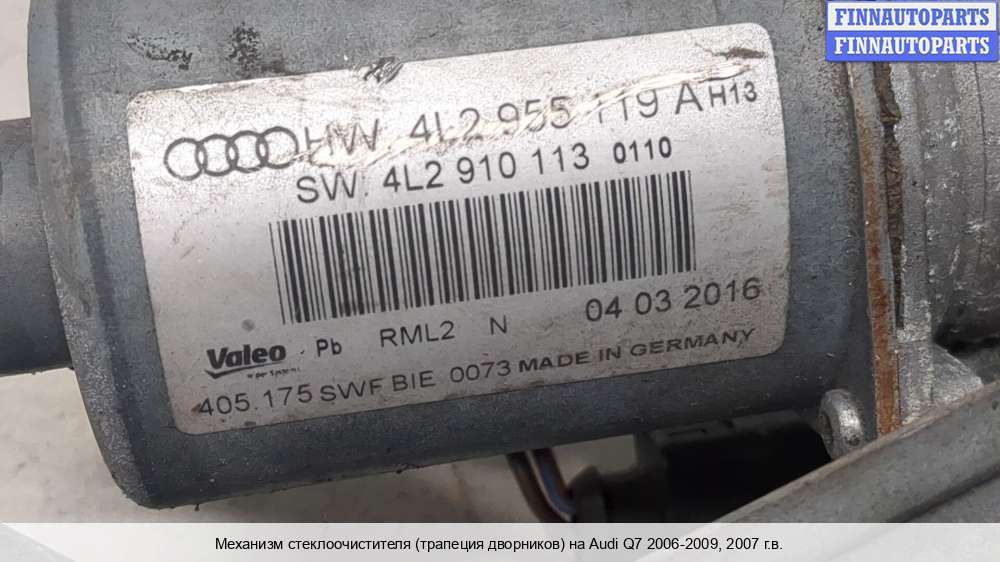 FINNAUTOPARTS
FINNAUTOPARTS
HW. 4L2 955 119 A H13
SW: 4L2 910 113 0110
Pb RML2 N 04 03 2016
Valeo
405.175 SWF BIE 0073 MADE IN GERMANY
Механизм стеклоочистителя (трапеция дворников) на Audi Q7 2006-2009, 2007 г.в.